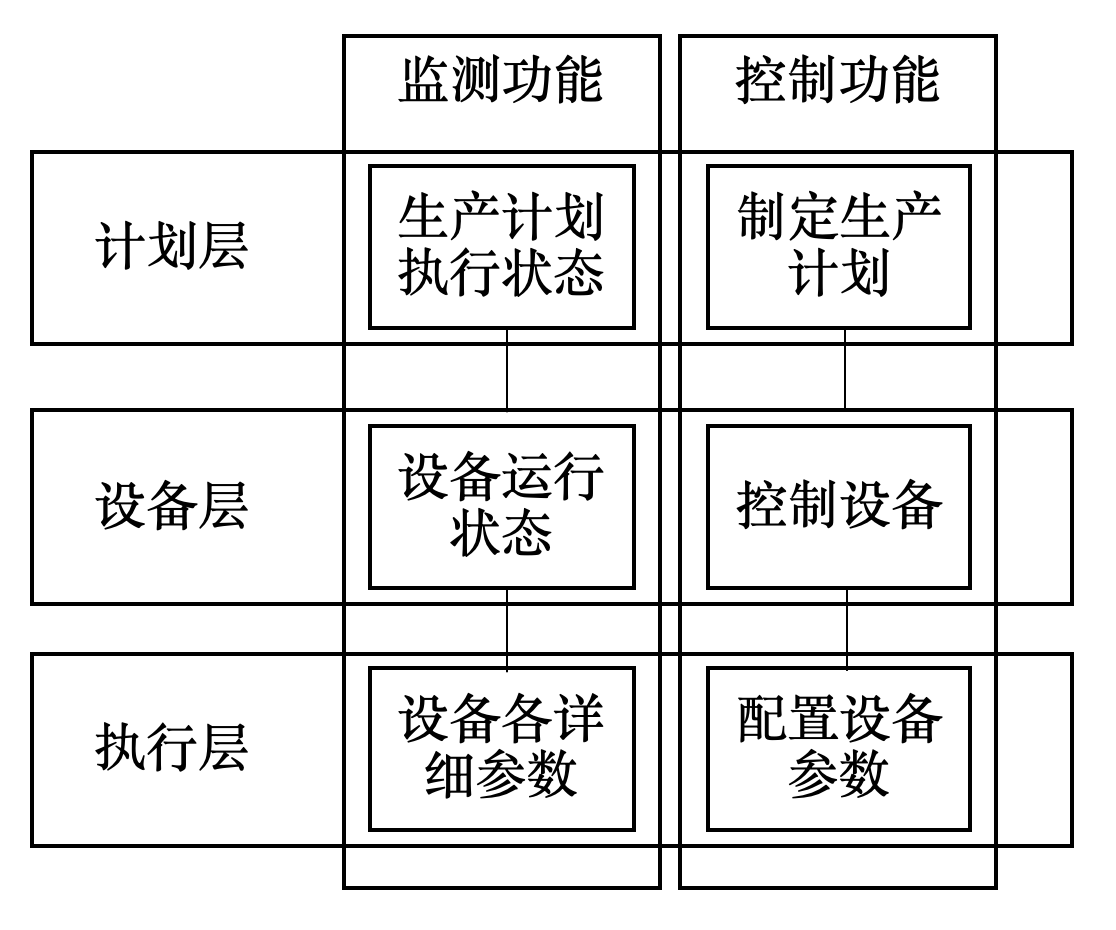 监测功能
控制功能
计划层
生产计划
执行状态
制定生产
计划
设备层
设备运行
状态
控制设备
执行层
设备各详
细参数
配置设备
参数